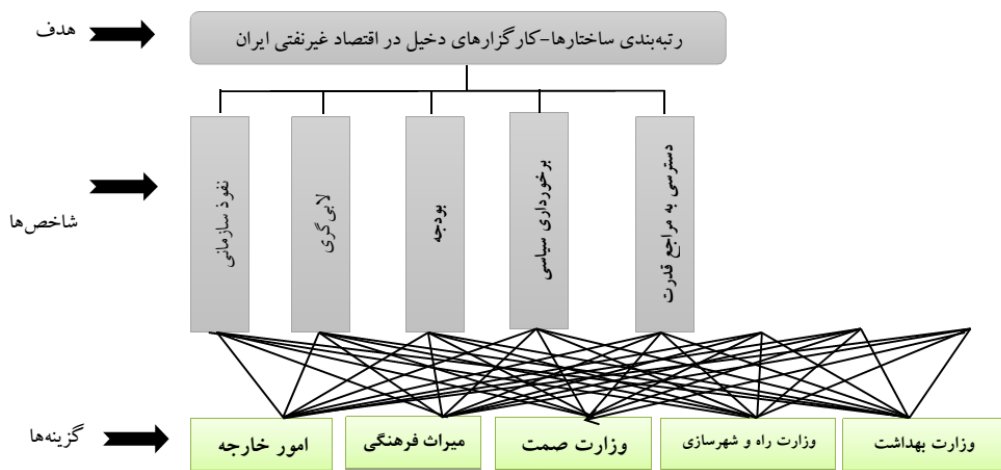 هدف
رتبه‌بندی ساختارها-کارگزارهای دخیل در اقتصاد غیرنفتی ایران
شاخص‌ها
دسترسی به مراجع قدرت
برخورداری سیاسی
بودجه
لابی‌گری
نفوذ سازمانی
گزینه‌ها
وزارت بهداشت
وزارت راه و شهرسازی
وزارت صمت
میراث فرهنگی
امور خارجه